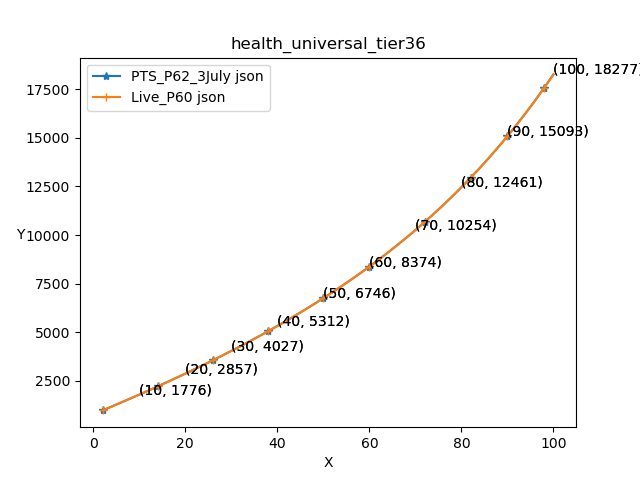 health_universal_tier36
PTS_P62_3July json
Live_P60 json
(100, 18277)
(90, 15093)
(80, 12461)
(70, 10254)
(60, 8374)
(50, 6746)
(40, 5312)
(30, 4027)
(20, 2857)
(10, 1776)
17500
15000
12500
10000
7500
5000
2500
Y
0 20 40 60 80 100
X